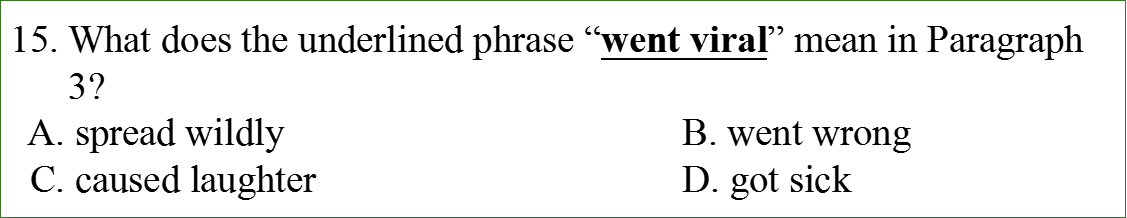 15. What does the underlined phrase “went viral” mean in Paragraph
3?
A. spread wildly B. went wrong
C. caused laughter D. got sick